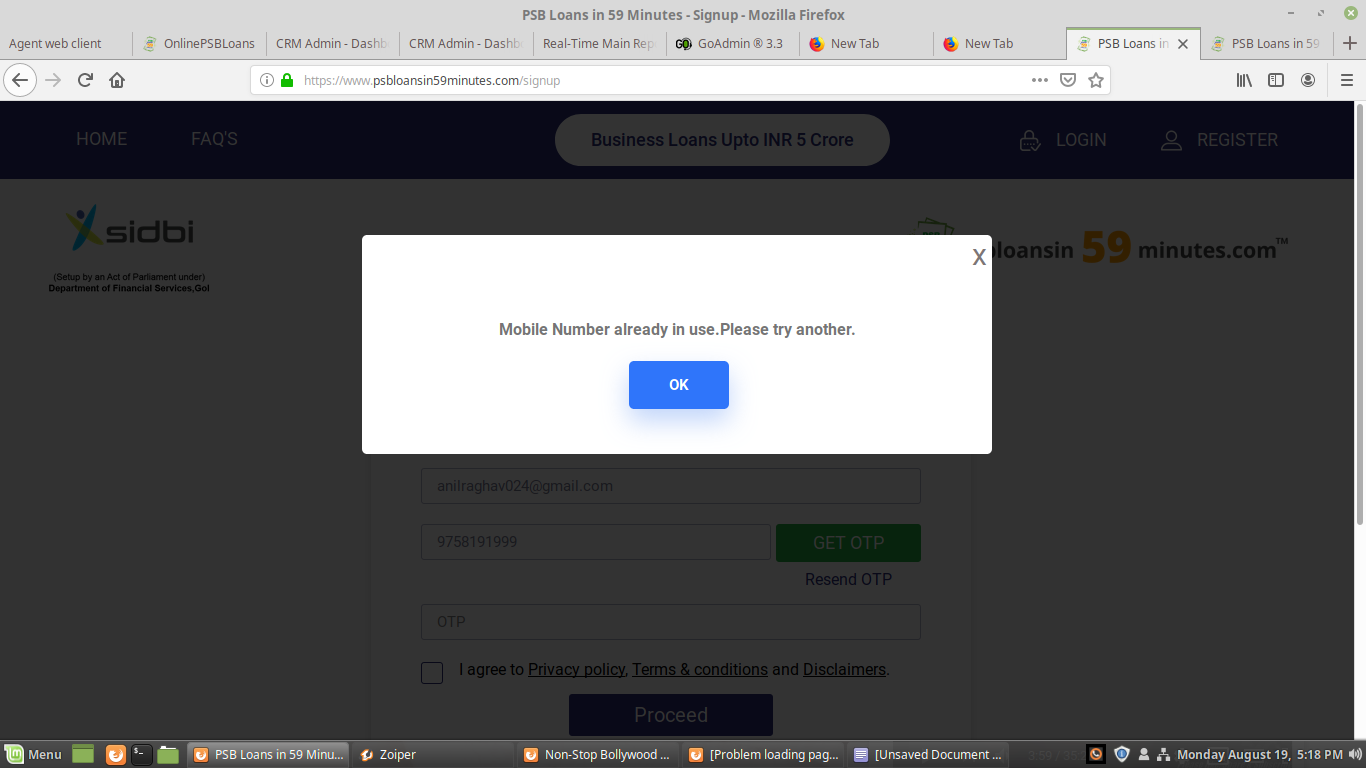 PSB Loans in 59 Minutes - Signup - Mozilla Firefox
Agent web client
OnlinePSBLoans
CRM Admin - Dashb
CRM Admin - Dashb
Real-Time Main Rep
GO GoAdmin ® 3.3
New Tab
New Tab
PSB Loans in
PSB Loans in 59
https://www.psbloansin59minutes.com/signup
HOME
FAQ'S
Business Loans Upto INR 5 Crore
LOGIN
REGISTER
sidbi
(Setup by an Act of Parliament under)
Department of Financial Services,GoI
loansin 59 minutes.com™
X
Mobile Number already in use.Please try another.
OK
anilraghav024@gmail.com
9758191999
GET OTP
Resend OTP
OTP
I agree to Privacy policy, Terms & conditions and Disclaimers.
Proceed
Menu
PSB Loans in 59 Minu...
Zoiper
Non-Stop Bollywood ...
[Problem loading pag...
[Unsaved Document ...
Monday August 19, 5:18 PM